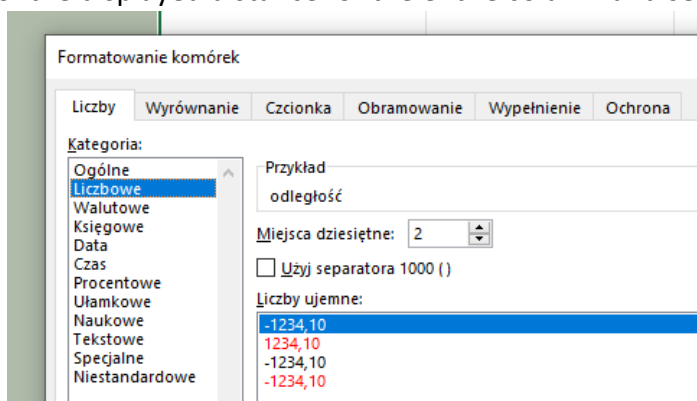 Formatowanie komórek
Liczby Wyrównanie Czcionka Obramowanie Wypełnienie Ochrona
Kategoria:
Ogólne
Liczbowe
Walutowe
Księgowe
Data
Czas
Procentowe
Ułamkowe
Naukowe
Tekstowe
Specjalne
Niestandardowe
Przykład
odległość
Miejsca dziesiętne: 2
Użyj separatora 1000 ( )
Liczby ujemne:
-1234,10
1234,10
-1234,10
-1234,10